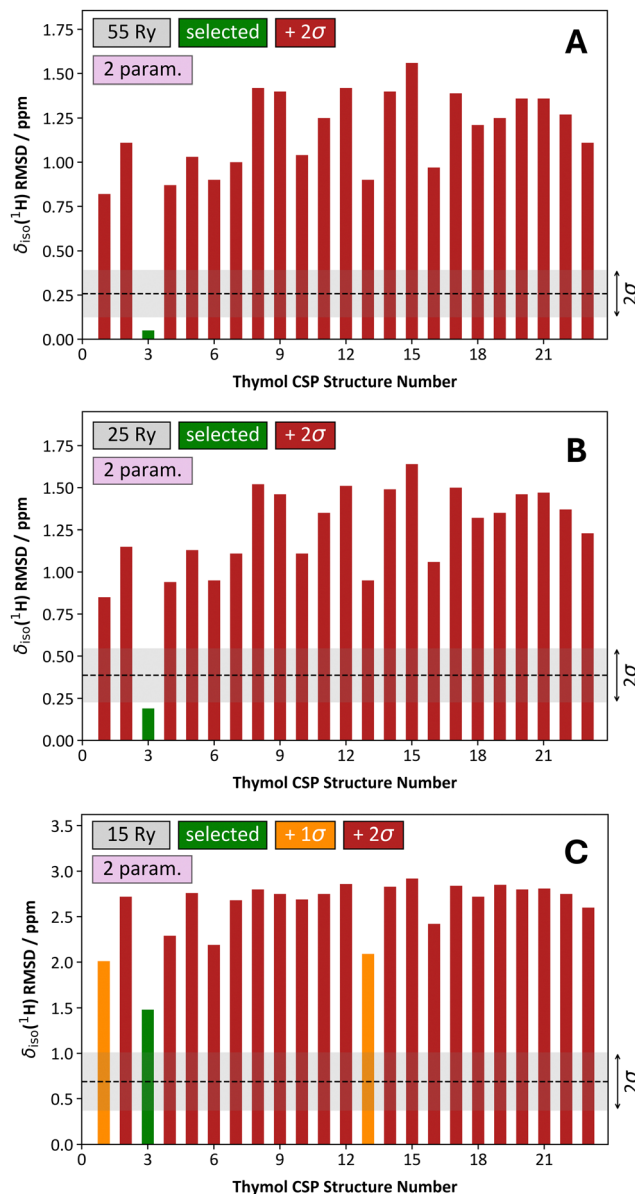 55 Ry selected + 2σ A
2 param.
1.75
1.50
1.25
1.00
0.75
0.50
0.25
0.00
δiso(¹H) RMSD / ppm
2σ
0 3 6 9 12 15 18 21
Thymol CSP Structure Number
25 Ry selected + 2σ B
2 param.
1.75
1.50
1.25
1.00
0.75
0.50
0.25
0.00
δiso(¹H) RMSD / ppm
2σ
0 3 6 9 12 15 18 21
Thymol CSP Structure Number
15 Ry selected + 1σ + 2σ C
2 param.
3.5
3.0
2.5
2.0
1.5
1.0
0.5
0.0
δiso(¹H) RMSD / ppm
2σ
0 3 6 9 12 15 18 21
Thymol CSP Structure Number